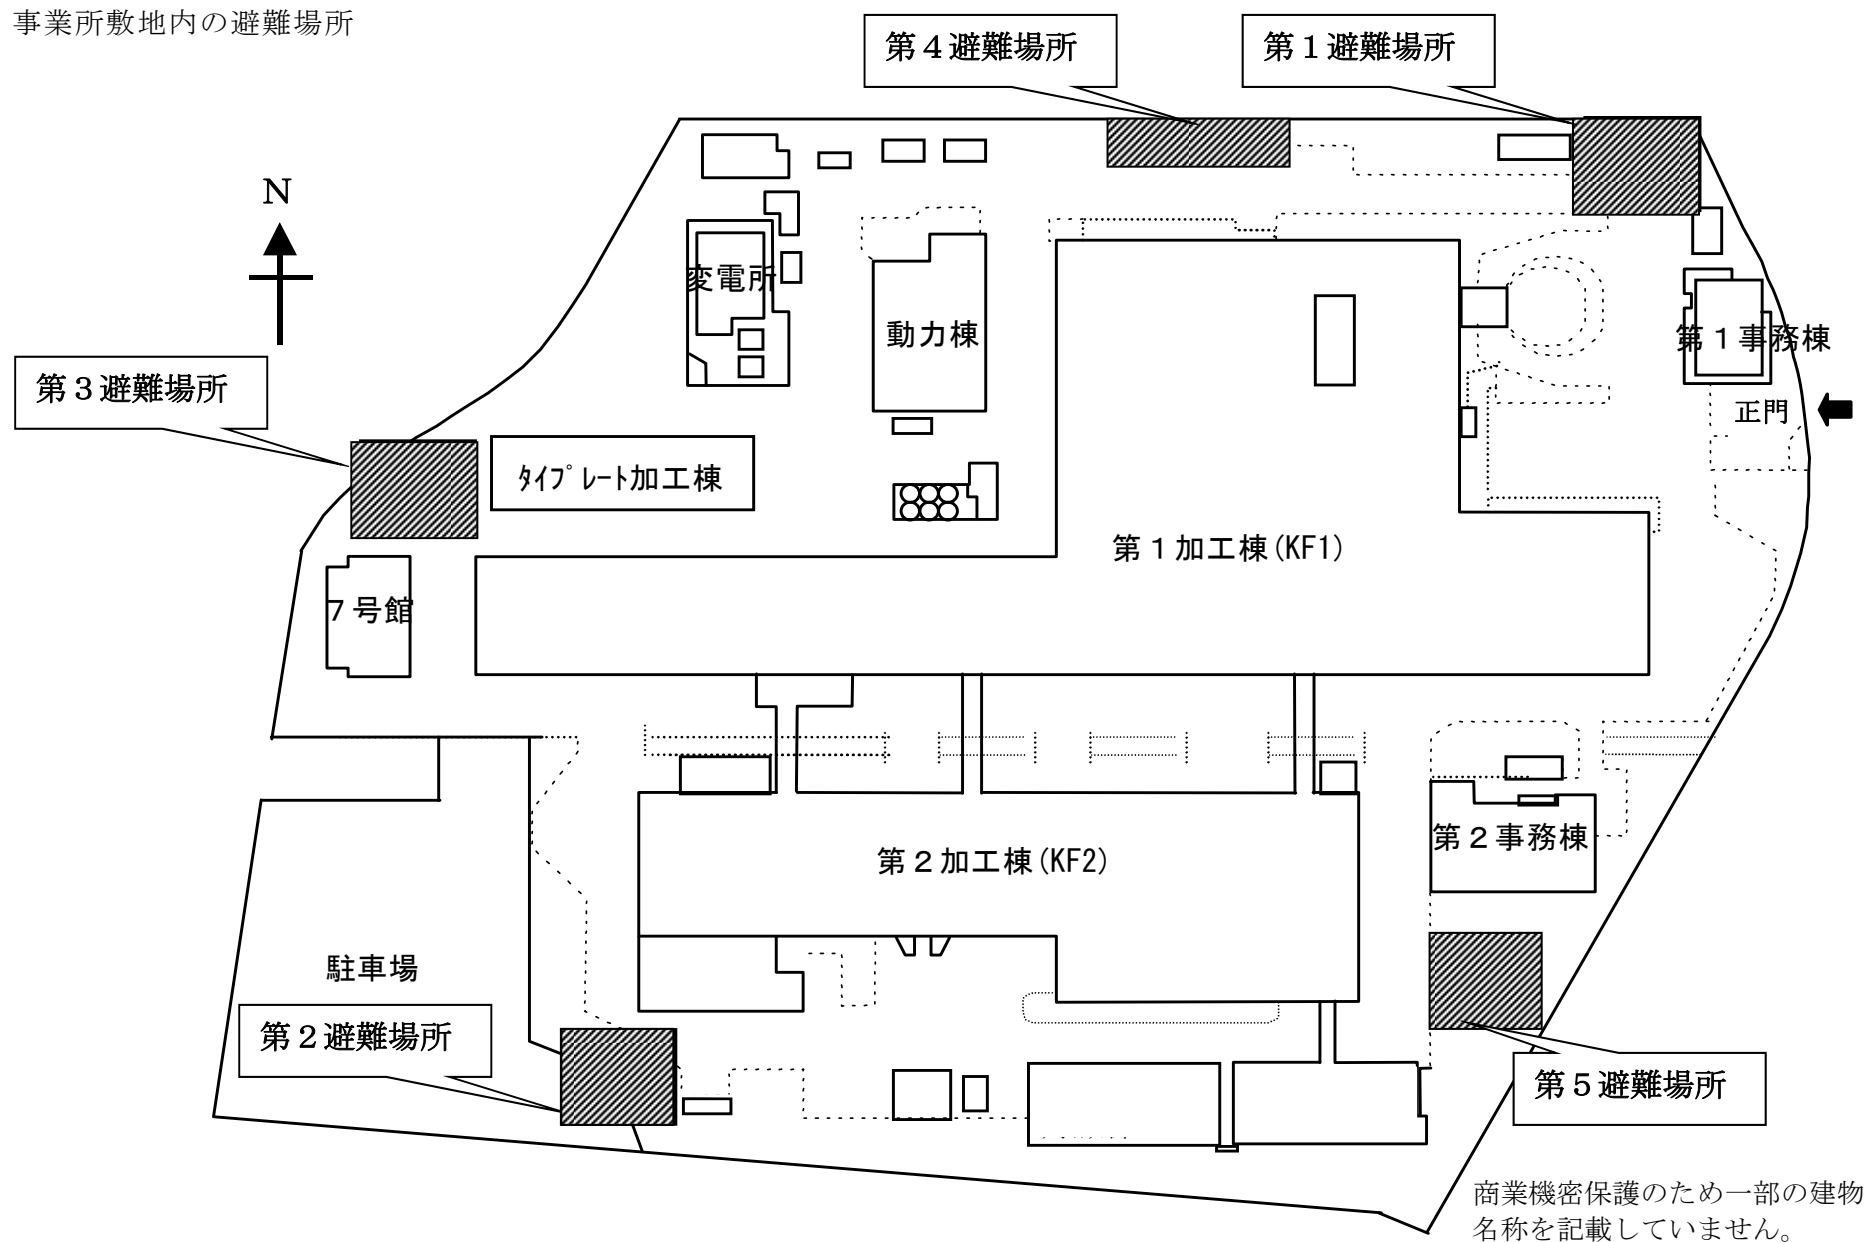 事業所敷地内の避難場所
第４避難場所
第１避難場所
N
変電所
動力棟
第１事務棟
第３避難場所
正門
ﾀｲﾌﾟﾚｰﾄ加工棟
第１加工棟(KF1)
７号館
第２事務棟
第２加工棟(KF2)
駐車場
第２避難場所
第５避難場所
商業機密保護のため一部の建物
名称を記載していません。